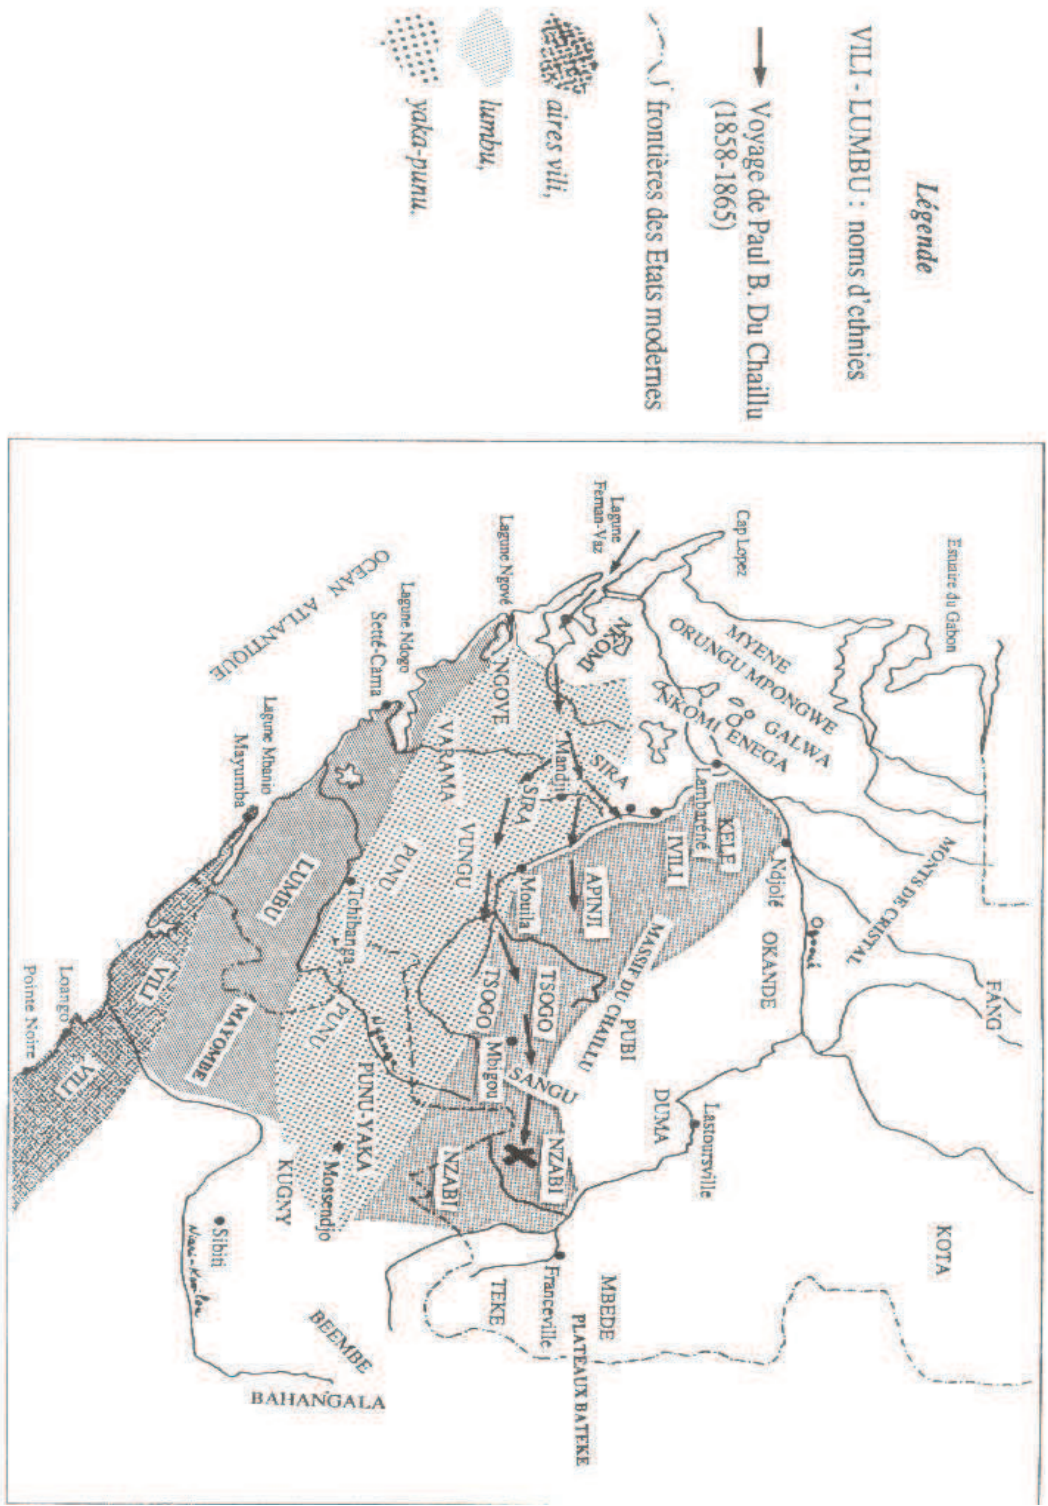 Légende
VILI - LUMBU : noms d'ethnies
Voyage de Paul B. Du Chaillu
(1858-1865)
frontières des Etats modernes
aires vili,
lumbu,
yaka-punu.
Estuaire du Gabon
Cap Lopez
Lagune
Fernan-Vaz
Lagune Ngové
Lagune Ndogo
Setté-Cama
OCEAN ATLANTIQUE
Lagune Mbanio
Mayumba
Loango
Pointe Noire
MYENE
ORUNGU MPONGWE
GALWA
NKOMI ENEGA
NKOMI
NGOVE
VARAMA
SIRA
Mandji
SIRA
VUNGU
PUNU
LUMBU
Tchibanga
Lambaréné
KELE
IVILI
APINJI
Mouila
Ndjolé
Ogooué
OKANDE
MONTS DE CRISTAL
FANG
MASSIF DU CHAILLU
PUBI
TSOGO
TSOGO
Mbigou
SANGU
DUMA
Lastoursville
NZABI
NZABI
Nyanga
PUNU
PUNU-YAKA
Mossendjo
KUGNY
MAYOMBE
VILI
VILI
Sibiti
Niari-Kouilou
BEEMBE
BAHANGALA
TEKE
Franceville
MBEDE
PLATEAUX BATEKE
KOTA